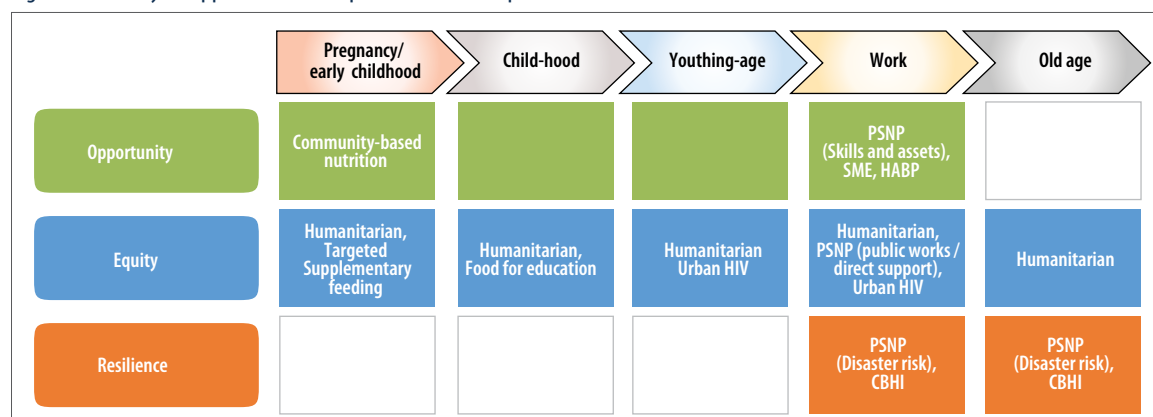 Pregnancy/
early childhood
Child-hood
Youthing-age
Work
Old age
Opportunity
Community-based
nutrition
PSNP
(Skills and assets),
SME, HABP
Equity
Humanitarian,
Targeted
Supplementary
feeding
Humanitarian,
Food for education
Humanitarian
Urban HIV
Humanitarian,
PSNP (public works /
direct support),
Urban HIV
Humanitarian
Resilience
PSNP
(Disaster risk),
CBHI
PSNP
(Disaster risk),
CBHI